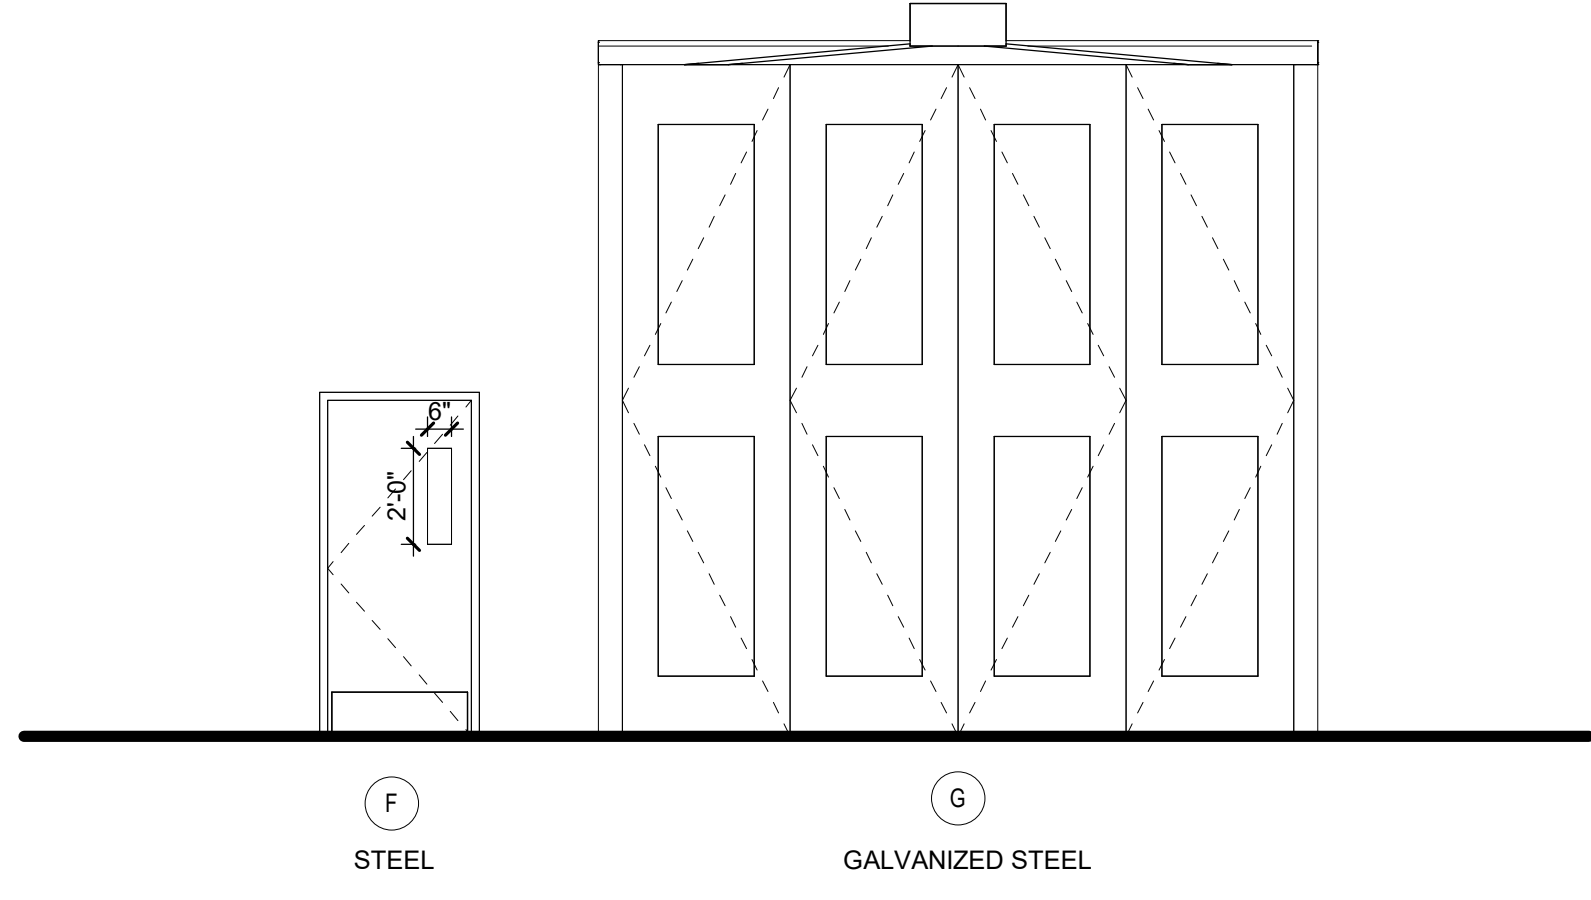 6"
2'-0"
F
G
STEEL
GALVANIZED STEEL